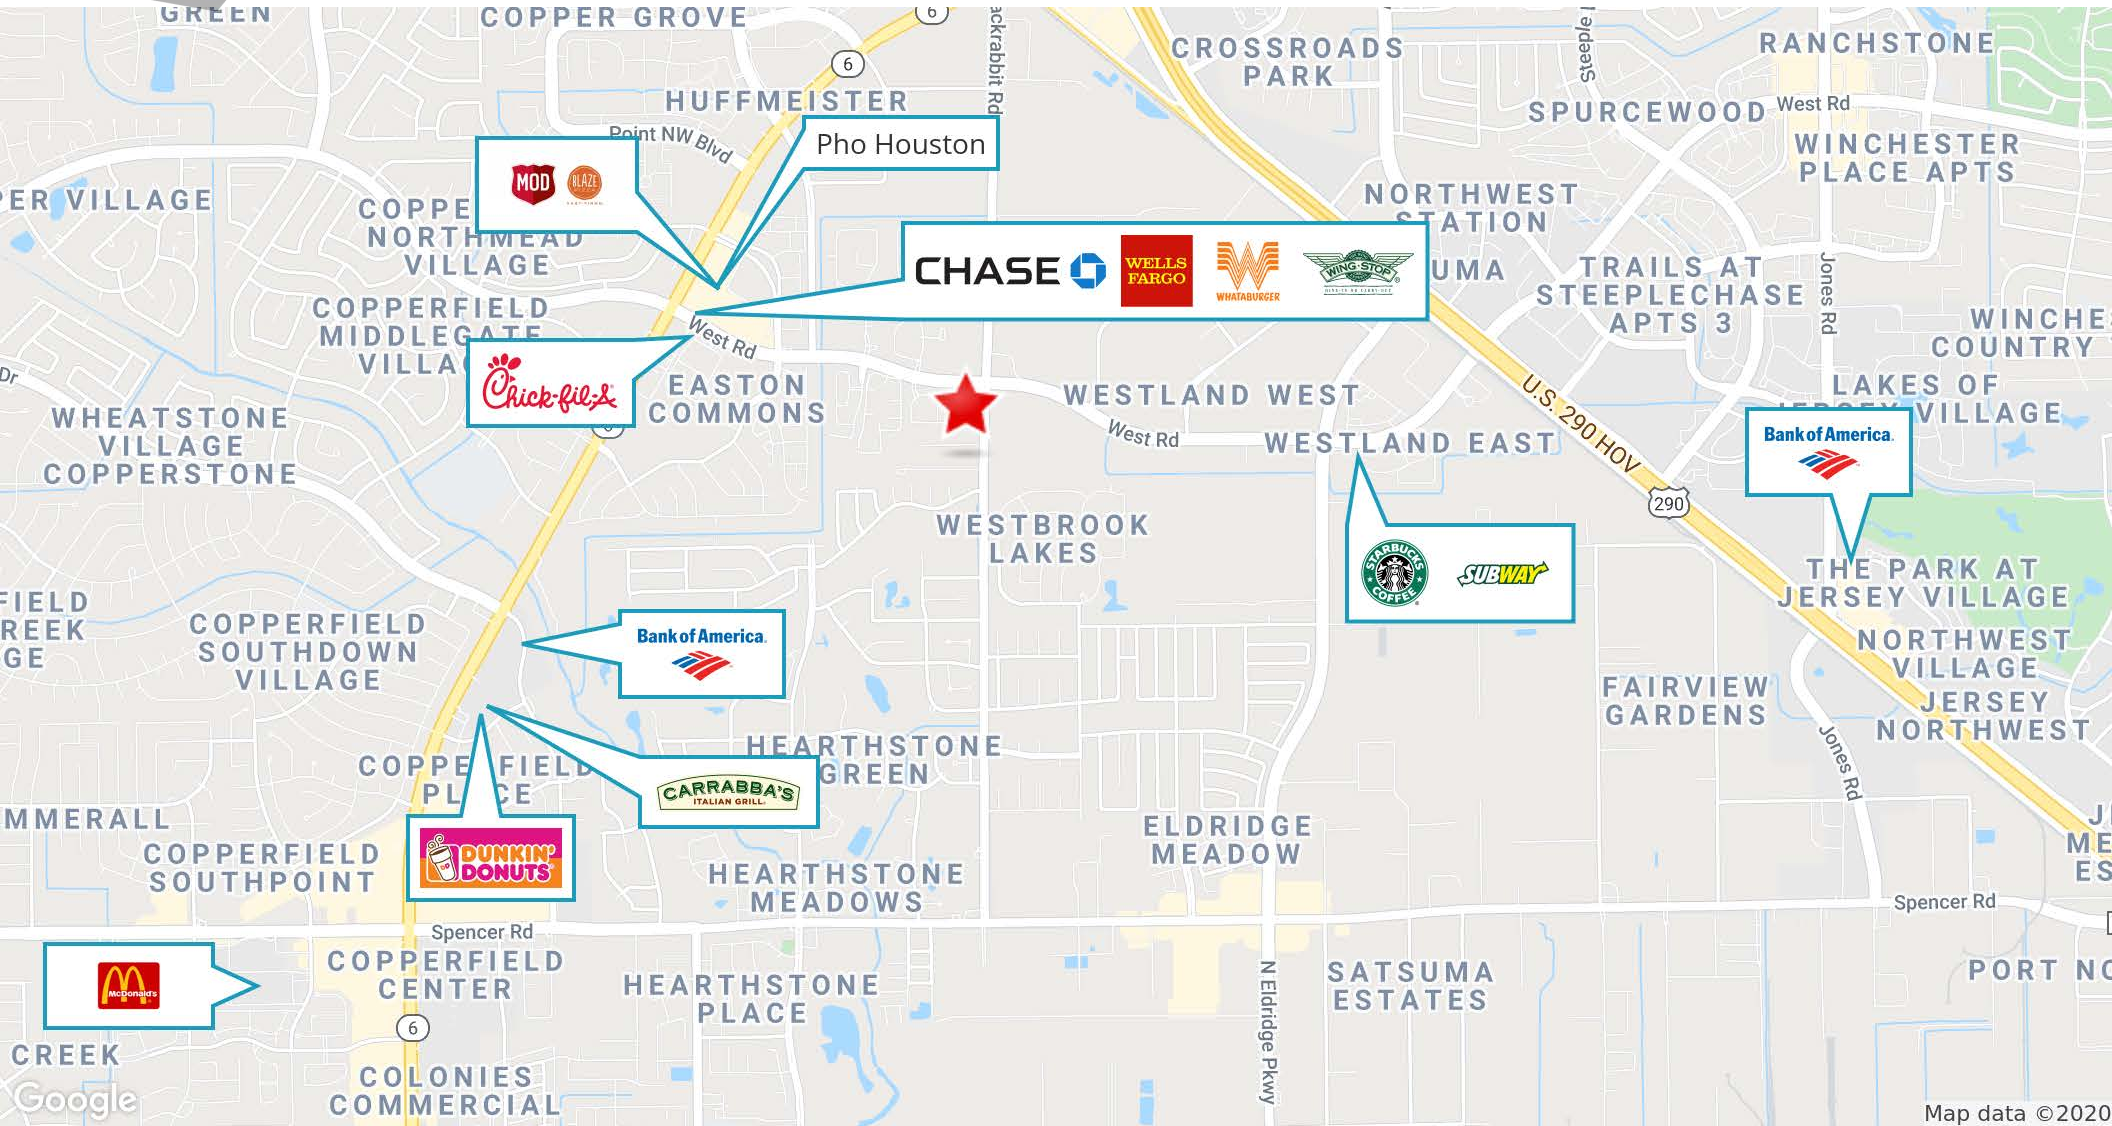 GREEN
COPPER GROVE
6
ackrabbit Rd
CROSSROADS
PARK
Steeple
RANCHSTONE
6
HUFFMEISTER
SPURCEWOOD
West Rd
Point NW Blvd
Pho Houston
WINCHESTER
PLACE APTS
MOD
BLAZE
PIZZA
PER VILLAGE
COPPE
NORTHMEAD
VILLAGE
NORTHWEST
STATION
CHASE
WELLS
FARGO
WHATABURGER
WING·STOP
UMA
TRAILS AT
STEEPLECHASE
APTS 3
Jones Rd
COPPERFIELD
MIDDLEGATE
VILLA
West Rd
WINCHE
COUNTRY
Dr
Chick-fil-A
EASTON
COMMONS
WESTLAND WEST
U.S. 290 HOV
LAKES OF
JERSEY VILLAGE
WHEATSTONE
VILLAGE
COPPERSTONE
West Rd
WESTLAND EAST
Bank of America
290
WESTBROOK
LAKES
STARBUCKS
COFFEE
SUBWAY
THE PARK AT
JERSEY VILLAGE
FIELD
REEK
GE
COPPERFIELD
SOUTHDOWN
VILLAGE
Bank of America
NORTHWEST
VILLAGE
FAIRVIEW
GARDENS
JERSEY
NORTHWEST
HEARTHSTONE
GREEN
COPPE FIELD
PL CE
CARRABBA'S
ITALIAN GRILL
Jones Rd
MMERALL
DUNKIN'
DONUTS
ELDRIDGE
MEADOW
J
ME
ES
COPPERFIELD
SOUTHPOINT
HEARTHSTONE
MEADOWS
Spencer Rd
Spencer Rd
McDonald's
COPPERFIELD
CENTER
HEARTHSTONE
PLACE
N Eldridge Pkwy
SATSUMA
ESTATES
PORT NO
6
CREEK
COLONIES
COMMERCIAL
Google
Map data ©2020